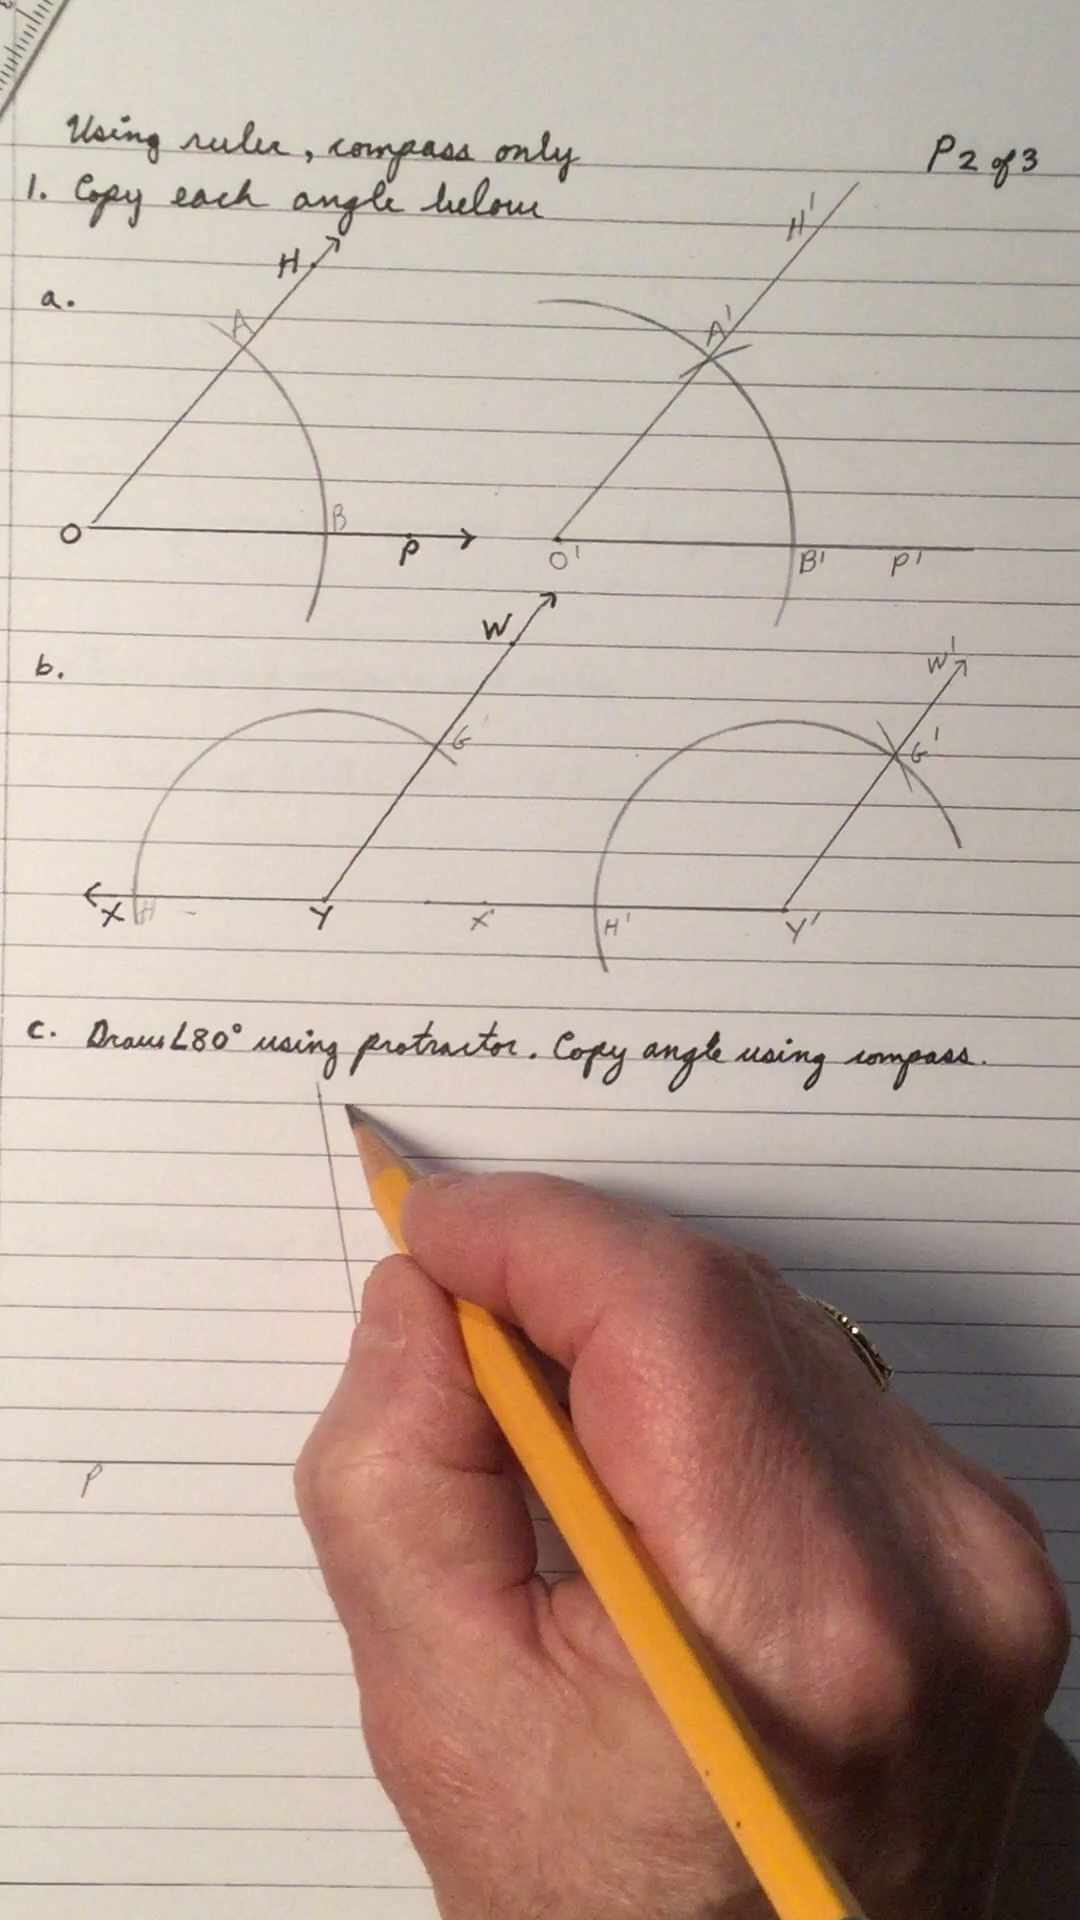 Using ruler, compass only
P 2 of 3
1. Copy each angle below
a.
H
A
O
B
P
H'
A'
O'
B'
P'
b.
W
G
X
H
Y
W'
G'
X'
H'
Y'
c. Draw ∠80° using protractor. Copy angle using compass.
P